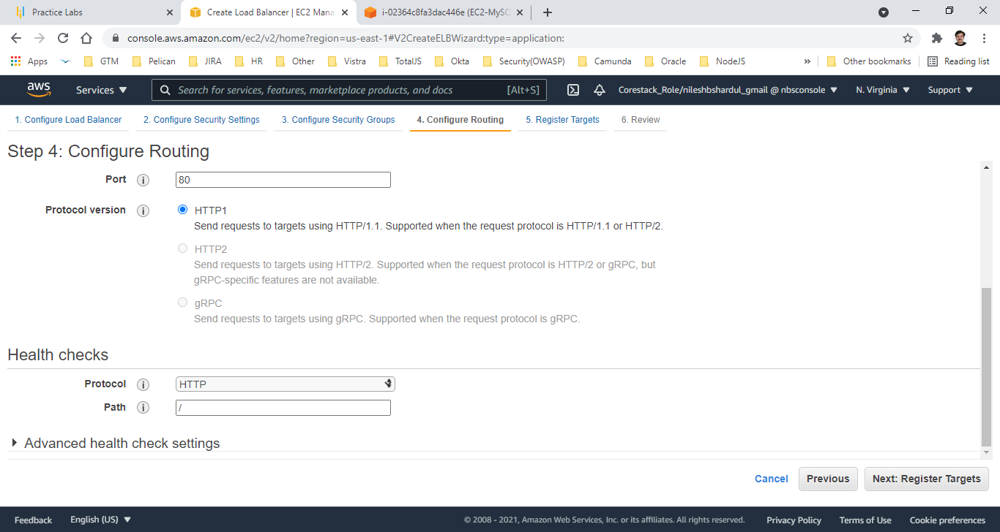 Practice Labs
Create Load Balancer | EC2 Mana
i-02364c8fa3dac446e (EC2-MySC
console.aws.amazon.com/ec2/v2/home?region=us-east-1#V2CreateELBWizard:type=application:
Apps GTM Pelican JIRA HR Other Vistra TotalJS Okta Security(OWASP) Camunda Oracle NodeJS » Other bookmarks Reading list
aws Services Search for services, features, marketplace products, and docs [Alt+S] Corestack_Role/nileshbshardul_gmail @ nbsconsole N. Virginia Support
1. Configure Load Balancer 2. Configure Security Settings 3. Configure Security Groups 4. Configure Routing 5. Register Targets 6. Review
Step 4: Configure Routing
Port i 80
Protocol version i HTTP1
Send requests to targets using HTTP/1.1. Supported when the request protocol is HTTP/1.1 or HTTP/2.
HTTP2
Send requests to targets using HTTP/2. Supported when the request protocol is HTTP/2 or gRPC, but
gRPC-specific features are not available.
gRPC
Send requests to targets using gRPC. Supported when the request protocol is gRPC.
Health checks
Protocol i HTTP
Path i /
Advanced health check settings
Cancel Previous Next: Register Targets
Feedback English (US) © 2008 - 2021, Amazon Web Services, Inc. or its affiliates. All rights reserved. Privacy Policy Terms of Use Cookie preferences